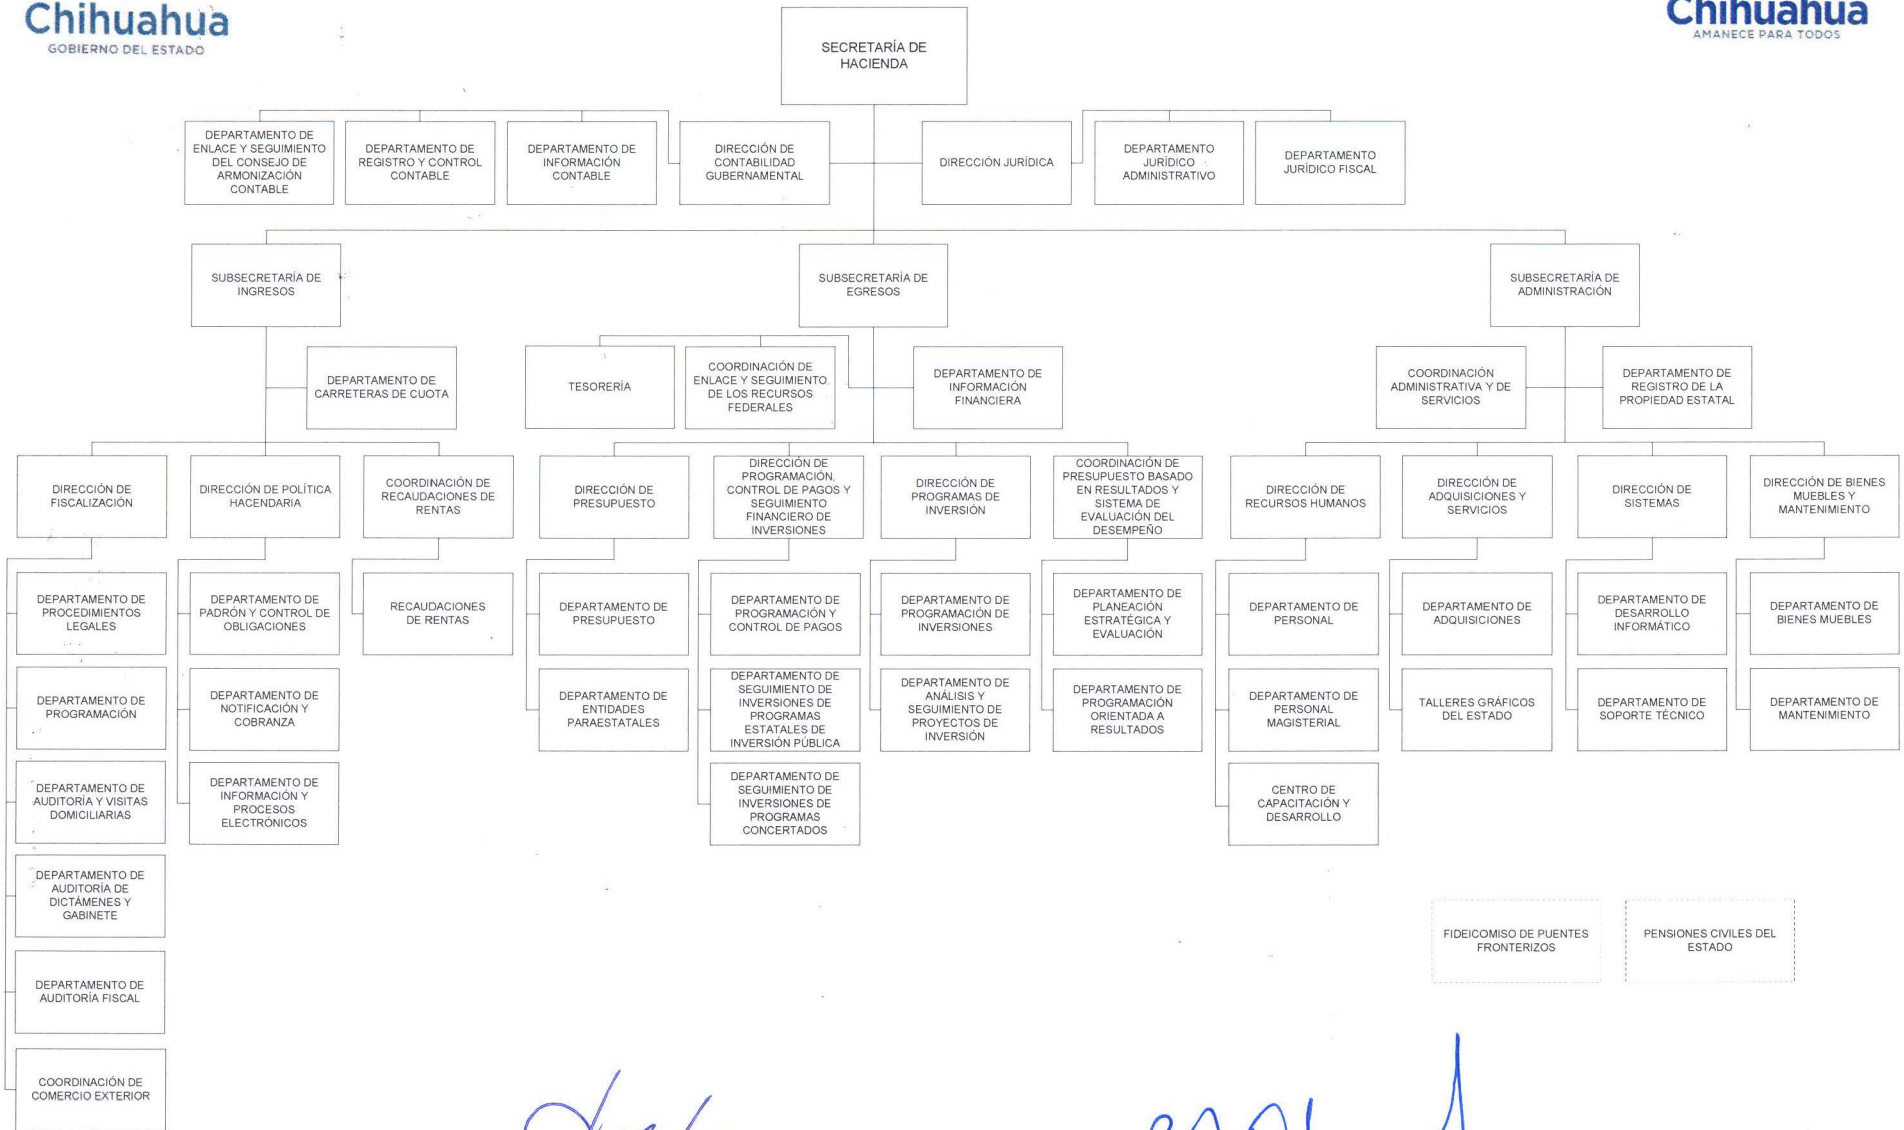 Chihuahua
GOBIERNO DEL ESTADO
Chihuahua
AMANECE PARA TODOS
SECRETARÍA DE
HACIENDA
DEPARTAMENTO DE
ENLACE Y SEGUIMIENTO
DEL CONSEJO DE
ARMONIZACIÓN
CONTABLE
DEPARTAMENTO DE
REGISTRO Y CONTROL
CONTABLE
DEPARTAMENTO DE
INFORMACIÓN
CONTABLE
DIRECCIÓN DE
CONTABILIDAD
GUBERNAMENTAL
DIRECCIÓN JURÍDICA
DEPARTAMENTO
JURÍDICO
ADMINISTRATIVO
DEPARTAMENTO
JURÍDICO FISCAL
SUBSECRETARÍA DE
INGRESOS
SUBSECRETARÍA DE
EGRESOS
SUBSECRETARÍA DE
ADMINISTRACIÓN
DEPARTAMENTO DE
CARRETERAS DE CUOTA
TESORERÍA
COORDINACIÓN DE
ENLACE Y SEGUIMIENTO
DE LOS RECURSOS
FEDERALES
DEPARTAMENTO DE
INFORMACIÓN
FINANCIERA
COORDINACIÓN
ADMINISTRATIVA Y DE
SERVICIOS
DEPARTAMENTO DE
REGISTRO DE LA
PROPIEDAD ESTATAL
DIRECCIÓN DE
FISCALIZACIÓN
DIRECCIÓN DE POLÍTICA
HACENDARIA
COORDINACIÓN DE
RECAUDACIONES DE
RENTAS
DIRECCIÓN DE
PRESUPUESTO
DIRECCIÓN DE
PROGRAMACIÓN,
CONTROL DE PAGOS Y
SEGUIMIENTO
FINANCIERO DE
INVERSIONES
DIRECCIÓN DE
PROGRAMAS DE
INVERSIÓN
COORDINACIÓN DE
PRESUPUESTO BASADO
EN RESULTADOS Y
SISTEMA DE
EVALUACIÓN DEL
DESEMPEÑO
DIRECCIÓN DE
RECURSOS HUMANOS
DIRECCIÓN DE
ADQUISICIONES Y
SERVICIOS
DIRECCIÓN DE
SISTEMAS
DIRECCIÓN DE BIENES
MUEBLES Y
MANTENIMIENTO
DEPARTAMENTO DE
PROCEDIMIENTOS
LEGALES
DEPARTAMENTO DE
PADRÓN Y CONTROL DE
OBLIGACIONES
RECAUDACIONES
DE RENTAS
DEPARTAMENTO DE
PRESUPUESTO
DEPARTAMENTO DE
PROGRAMACIÓN Y
CONTROL DE PAGOS
DEPARTAMENTO DE
PROGRAMACIÓN DE
INVERSIONES
DEPARTAMENTO DE
PLANEACIÓN
ESTRATÉGICA Y
EVALUACIÓN
DEPARTAMENTO DE
PERSONAL
DEPARTAMENTO DE
ADQUISICIONES
DEPARTAMENTO DE
DESARROLLO
INFORMÁTICO
DEPARTAMENTO DE
BIENES MUEBLES
DEPARTAMENTO DE
PROGRAMACIÓN
DEPARTAMENTO DE
NOTIFICACIÓN Y
COBRANZA
DEPARTAMENTO DE
ENTIDADES
PARAESTATALES
DEPARTAMENTO DE
SEGUIMIENTO DE
INVERSIONES DE
PROGRAMAS
ESTATALES DE
INVERSIÓN PÚBLICA
DEPARTAMENTO DE
ANÁLISIS Y
SEGUIMIENTO DE
PROYECTOS DE
INVERSIÓN
DEPARTAMENTO DE
PROGRAMACIÓN
ORIENTADA A
RESULTADOS
DEPARTAMENTO DE
PERSONAL
MAGISTERIAL
TALLERES GRÁFICOS
DEL ESTADO
DEPARTAMENTO DE
SOPORTE TÉCNICO
DEPARTAMENTO DE
MANTENIMIENTO
DEPARTAMENTO DE
AUDITORÍA Y VISITAS
DOMICILIARIAS
DEPARTAMENTO DE
INFORMACIÓN Y
PROCESOS
ELECTRÓNICOS
DEPARTAMENTO DE
SEGUIMIENTO DE
INVERSIONES DE
PROGRAMAS
CONCERTADOS
CENTRO DE
CAPACITACIÓN Y
DESARROLLO
DEPARTAMENTO DE
AUDITORÍA DE
DICTÁMENES Y
GABINETE
FIDEICOMISO DE PUENTES
FRONTERIZOS
PENSIONES CIVILES DEL
ESTADO
DEPARTAMENTO DE
AUDITORÍA FISCAL
COORDINACIÓN DE
COMERCIO EXTERIOR